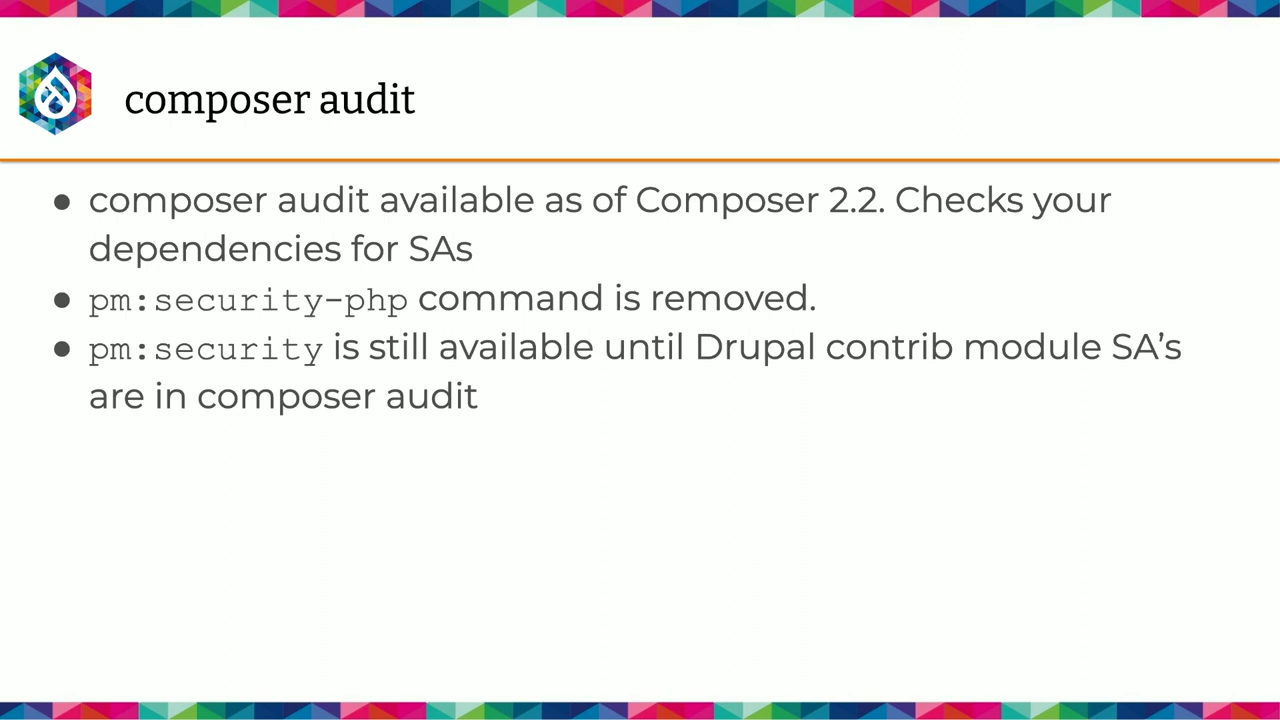 composer audit
● composer audit available as of Composer 2.2. Checks your
dependencies for SAs
● pm:security-php command is removed.
● pm:security is still available until Drupal contrib module SA’s
are in composer audit